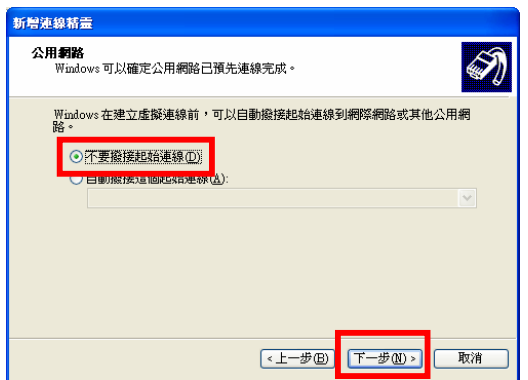 新增連線精靈
公用網路
Windows 可以確定公用網路已預先連線完成。
Windows 在建立虛擬連線前，可以自動撥接起始連線到網際網路或其他公用網
路。
不要撥接起始連線(D)
自動撥接這個起始連線(A):
<上一步(B)
下一步(N)>
取消